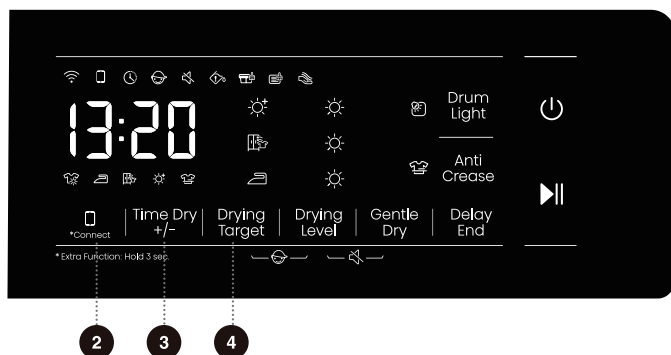 13:20
Drum
Light
Anti
Crease
*Connect
Time Dry
+/-
Drying
Target
Drying
Level
Gentle
Dry
Delay
End
* Extra Function: Hold 3 sec.
2
3
4